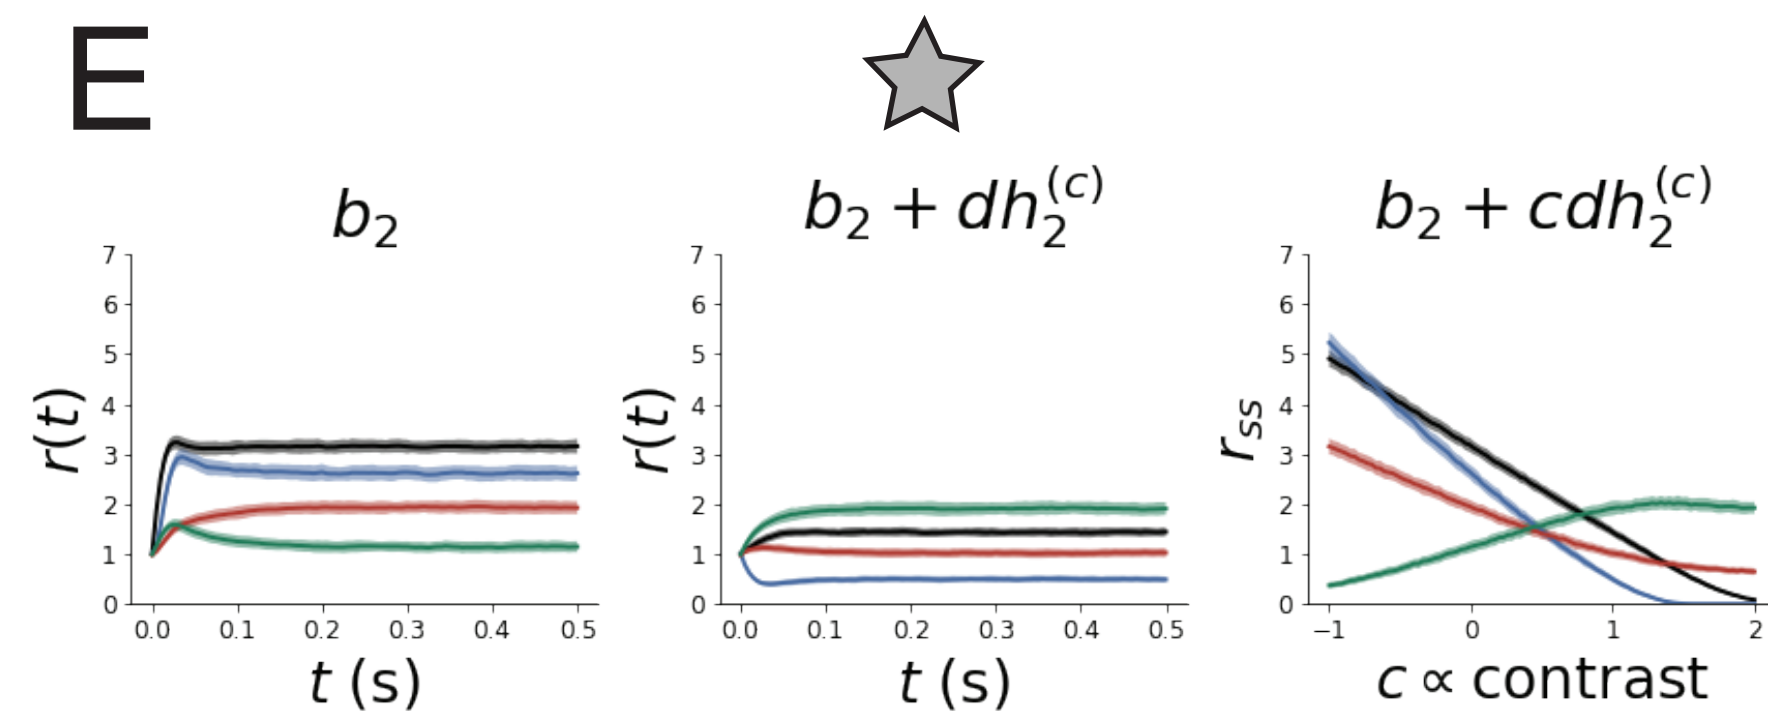 E
b₂
7
6
5
4
3
2
1
0
r(t)
0.0 0.1 0.2 0.3 0.4 0.5
t (s)
b₂ + dh₂⁽ᶜ⁾
7
6
5
4
3
2
1
0
r(t)
0.0 0.1 0.2 0.3 0.4 0.5
t (s)
b₂ + cdh₂⁽ᶜ⁾
7
6
5
4
3
2
1
0
rₛₛ
−1 0 1 2
c ∝ contrast